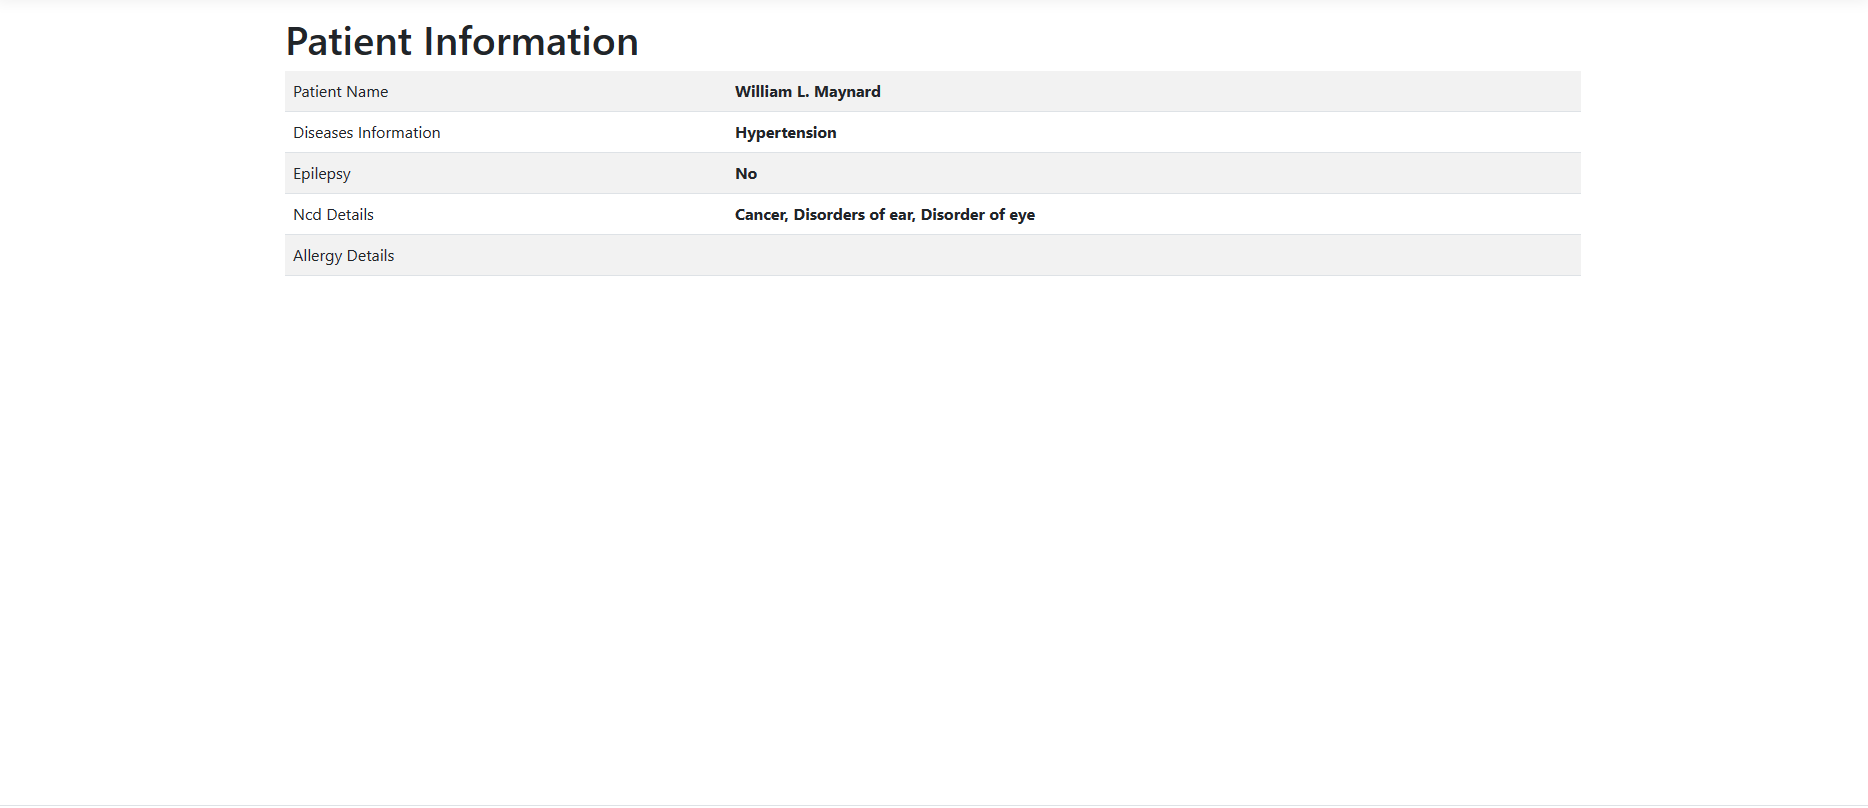 Patient Information
Patient Name William L. Maynard
Diseases Information Hypertension
Epilepsy No
Ncd Details Cancer, Disorders of ear, Disorder of eye
Allergy Details